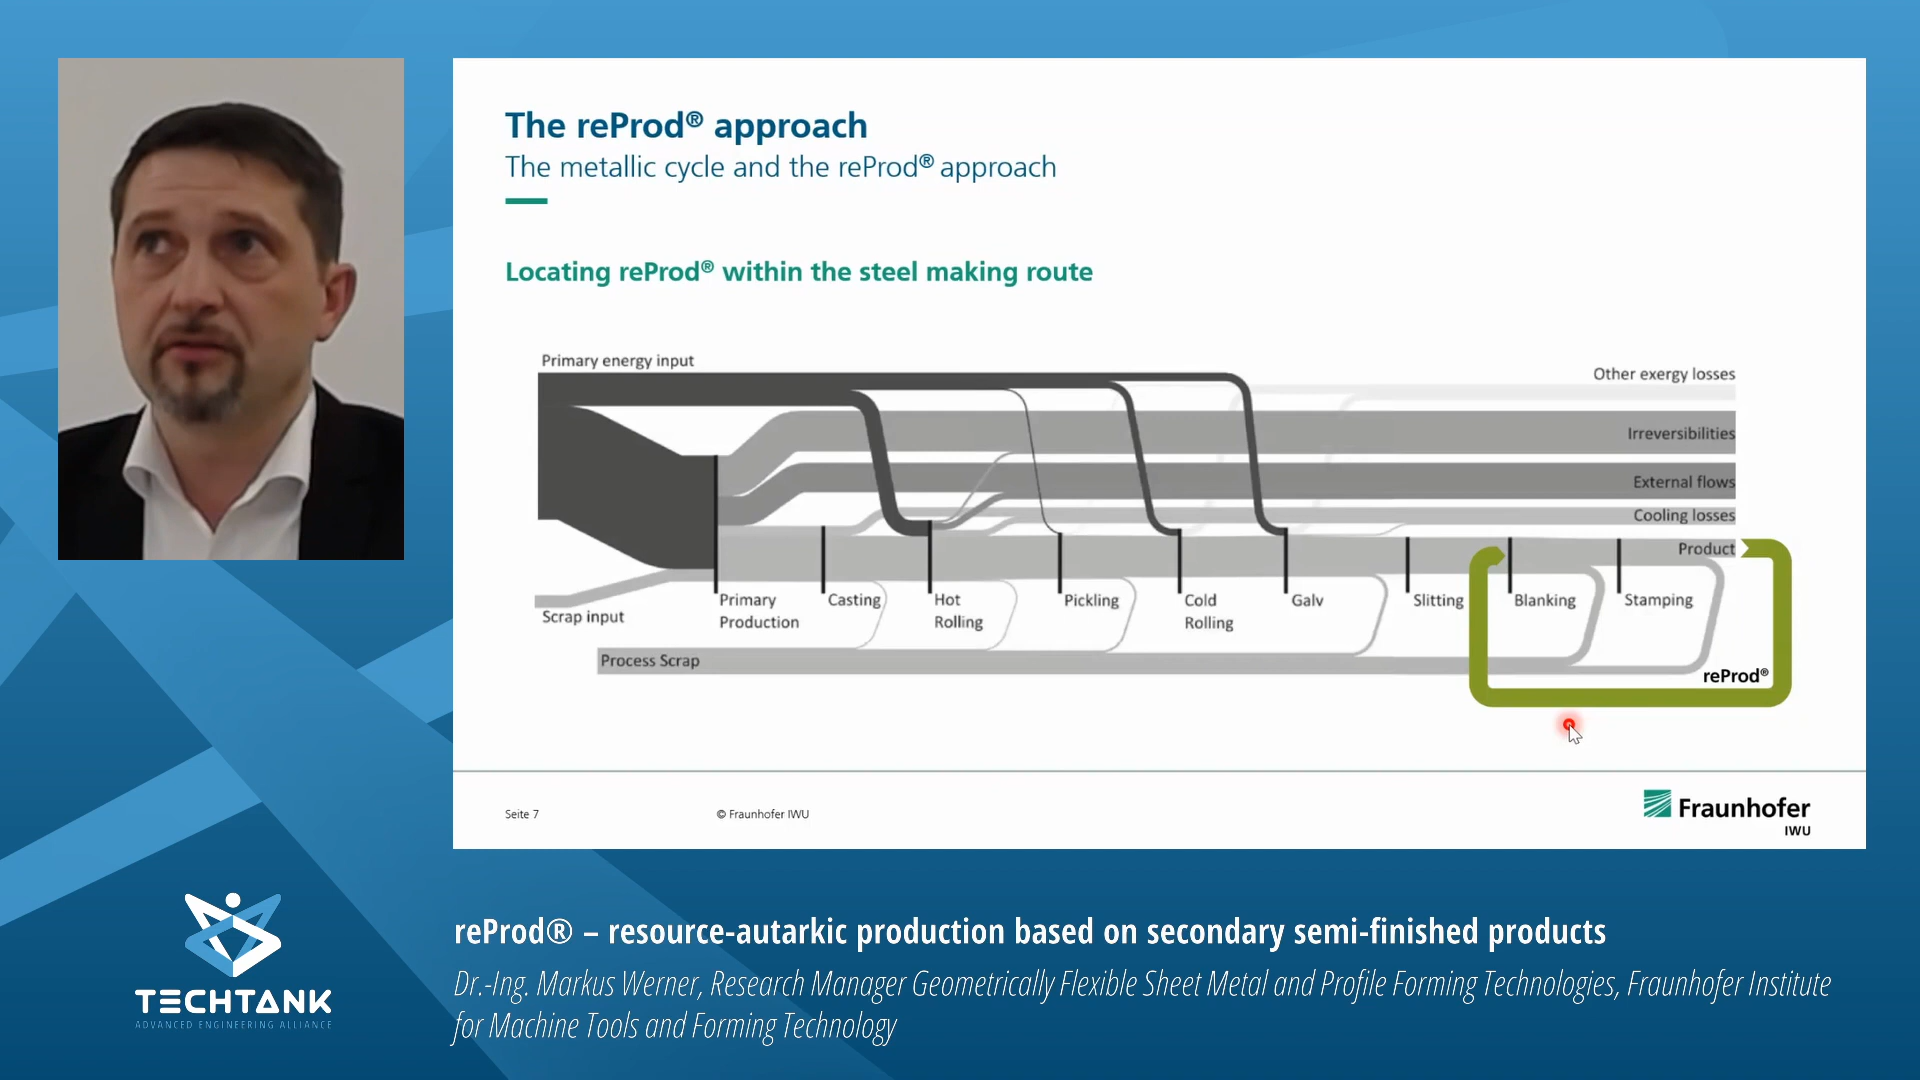 The reProd® approach
The metallic cycle and the reProd® approach
Locating reProd® within the steel making route
Primary energy input
Other exergy losses
Irreversibilities
External flows
Cooling losses
Product
Scrap input
Primary
Production
Casting
Hot
Rolling
Pickling
Cold
Rolling
Galv
Slitting
Blanking
Stamping
Process Scrap
reProd®
Seite 7
© Fraunhofer IWU
Fraunhofer
IWU
TECHTANK
ADVANCED ENGINEERING ALLIANCE
reProd® – resource-autarkic production based on secondary semi-finished products
Dr.-Ing. Markus Werner, Research Manager Geometrically Flexible Sheet Metal and Profile Forming Technologies, Fraunhofer Institute
for Machine Tools and Forming Technology